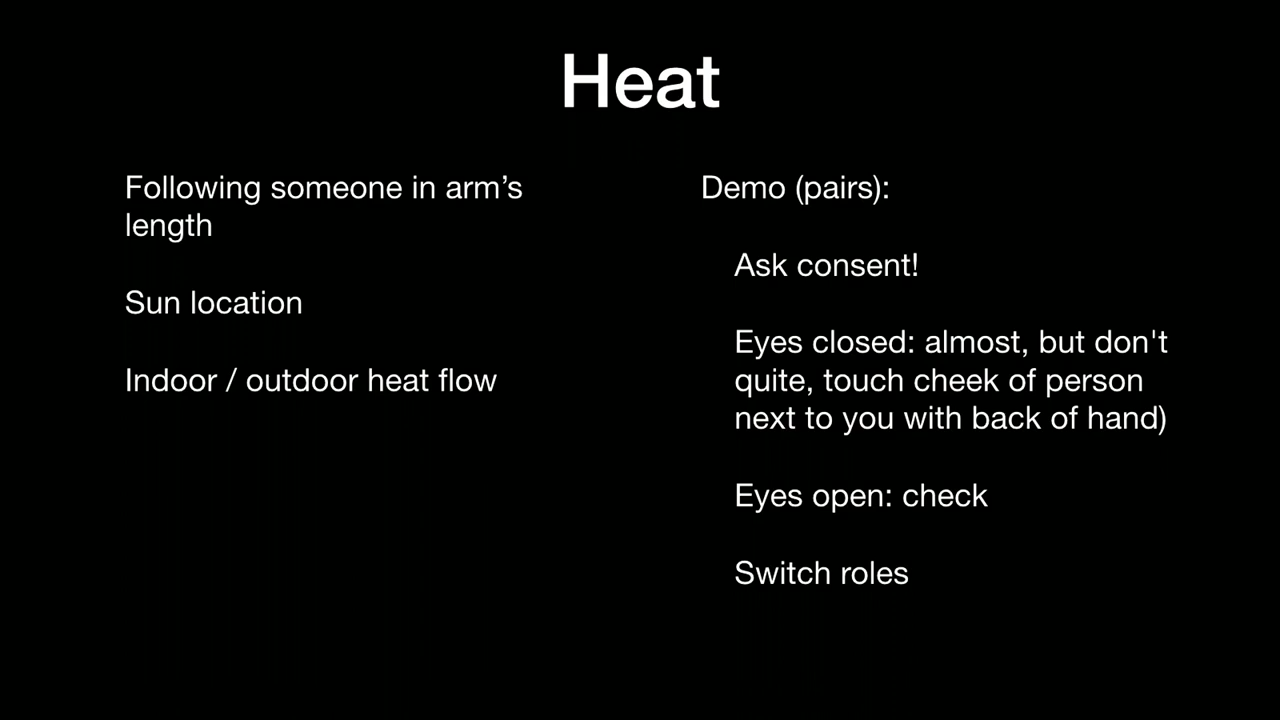 Heat
Following someone in arm’s
length
Sun location
Indoor / outdoor heat flow
Demo (pairs):
Ask consent!
Eyes closed: almost, but don't
quite, touch cheek of person
next to you with back of hand)
Eyes open: check
Switch roles